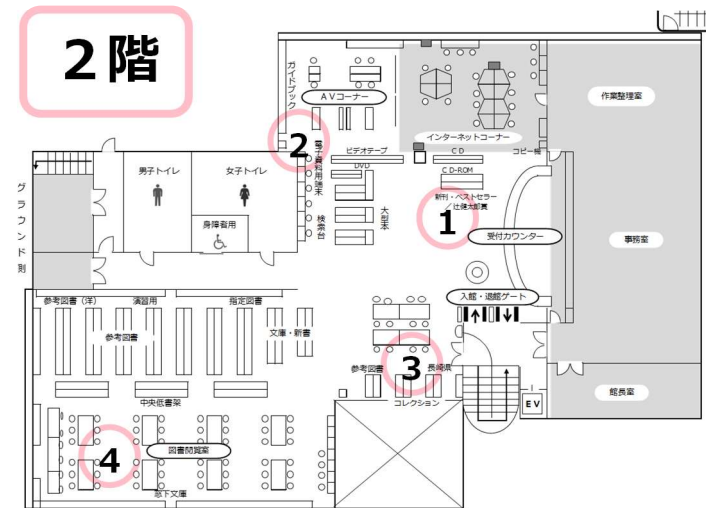 2階
ガイドブック
AVコーナー
インターネットコーナー
作業整理室
2
電子資料用端末
ビデオテープ
CD
コピー機
DVD
CD-ROM
男子トイレ
女子トイレ
新刊・ベストセラー
／辻健太郎賞
身障者用
検索台
大型本
1
受付カウンター
事務室
グラウンド側
入館・退館ゲート
参考図書（洋）
演習用
指定図書
参考図書
文庫・新書
参考図書
3
長崎県
コレクション
館長室
EV
中央低書架
4
図書閲覧室
窓下文庫